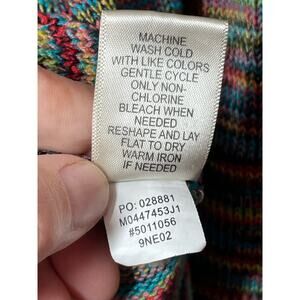 MACHINE
WASH COLD
WITH LIKE COLORS
GENTLE CYCLE
ONLY NON-
CHLORINE
BLEACH WHEN
NEEDED
RESHAPE AND LAY
FLAT TO DRY
WARM IRON
IF NEEDED
PO: 028881
M0447453J1
#5011056
9NE02